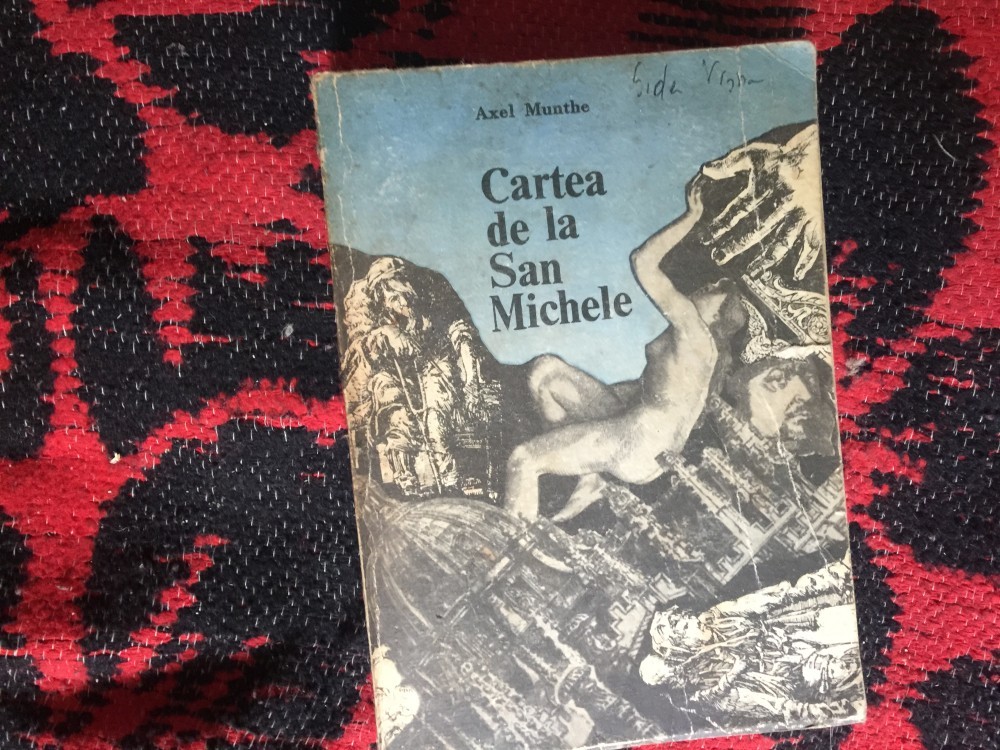 Axel Munthe
Cartea
de la
San
Michele